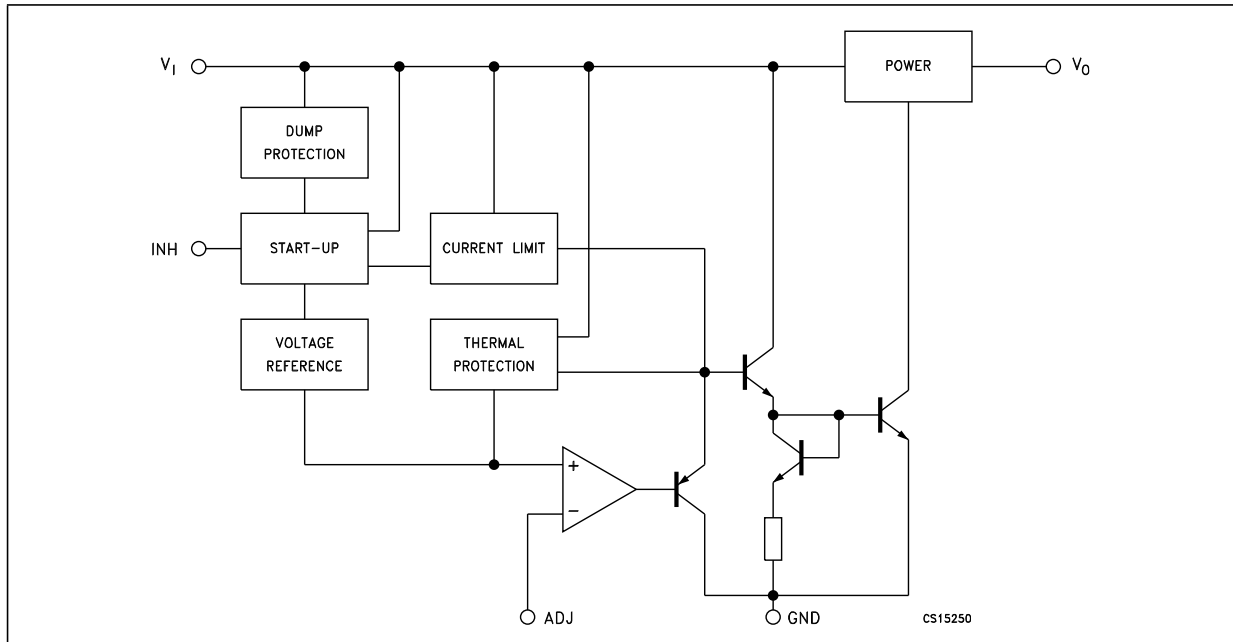 V_I
POWER
V_O
DUMP
PROTECTION
INH
START-UP
CURRENT LIMIT
VOLTAGE
REFERENCE
THERMAL
PROTECTION
+
−
ADJ
GND
CS15250